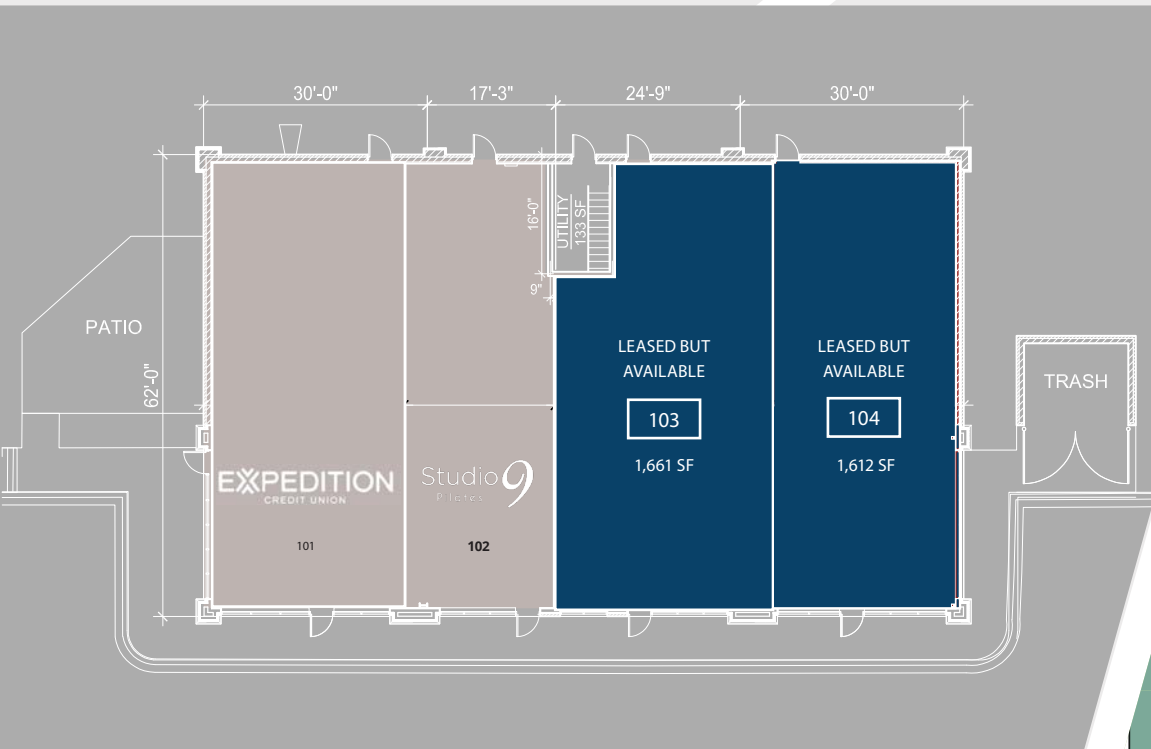 30'-0"
17'-3"
24'-9"
30'-0"
16'-0"
UTILITY
133 SF
9"
PATIO
62'-0"
LEASED BUT
AVAILABLE
103
1,661 SF
LEASED BUT
AVAILABLE
104
1,612 SF
TRASH
EXPEDITION
CREDIT UNION
101
Studio 9
Pilates
102